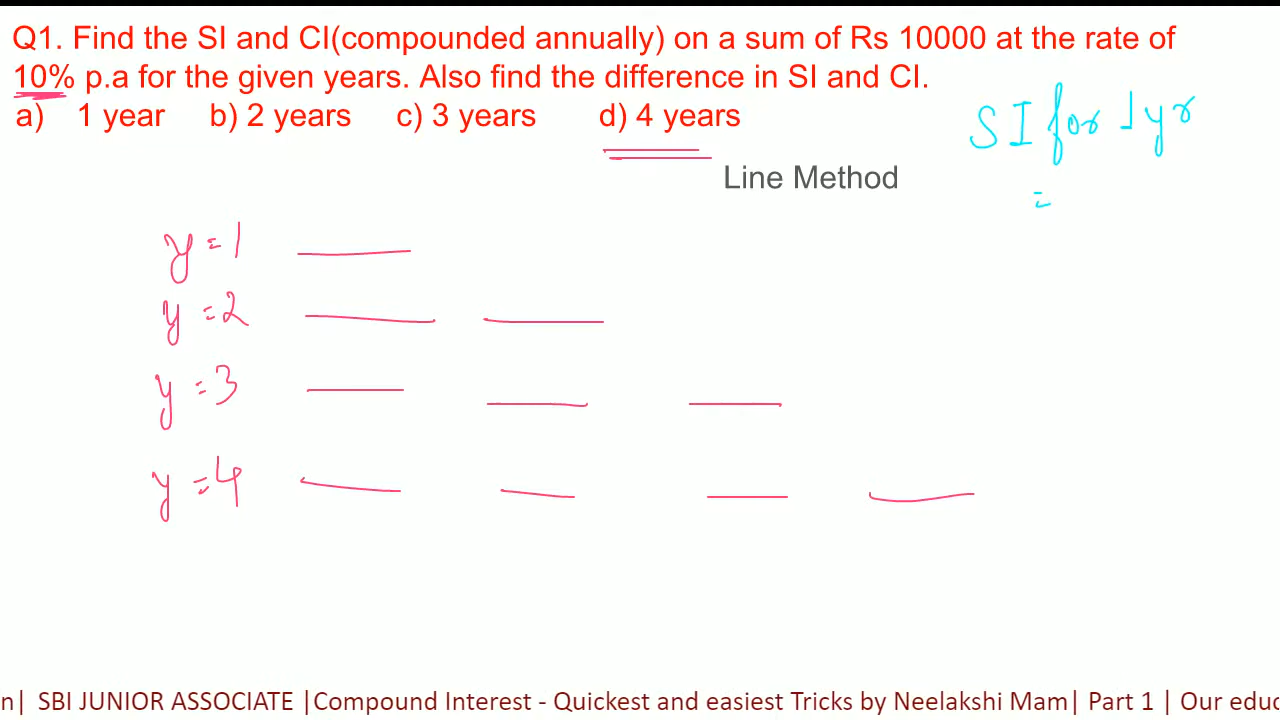 Q1. Find the SI and CI(compounded annually) on a sum of Rs 10000 at the rate of
10% p.a for the given years. Also find the difference in SI and CI.
a) 1 year b) 2 years c) 3 years d) 4 years
SI for 1 yr
=
Line Method
y = 1
y = 2
y = 3
y = 4
n| SBI JUNIOR ASSOCIATE |Compound Interest - Quickest and easiest Tricks by Neelakshi Mam| Part 1 | Our educ